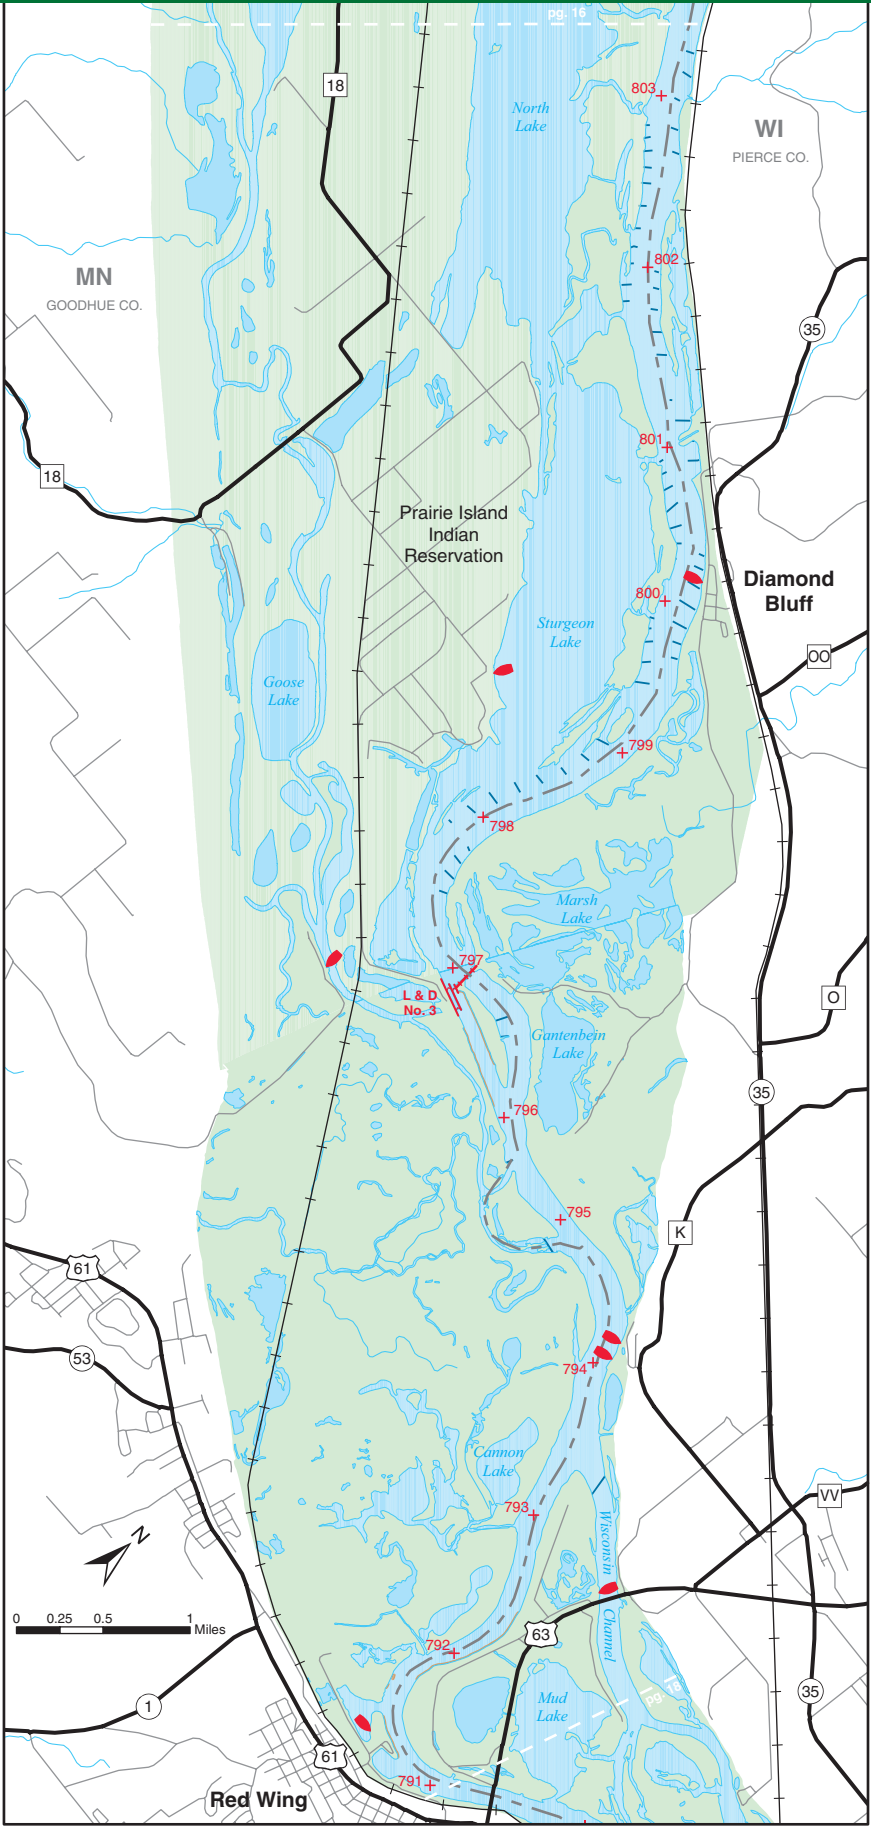 pg. 16
18
803
North
Lake
WI
PIERCE CO.
802
MN
GOODHUE CO.
35
801
18
Prairie Island
Indian
Reservation
Diamond
Bluff
800
Sturgeon
Lake
OO
Goose
Lake
799
798
Marsh
Lake
797
L & D
No. 3
O
Gantenbein
Lake
35
796
795
K
61
53
794
Cannon
Lake
VV
793
Wisconsin
Channel
N
0 0.25 0.5 1
Miles
63
792
pg. 18
35
Mud
Lake
1
61
791
Red Wing